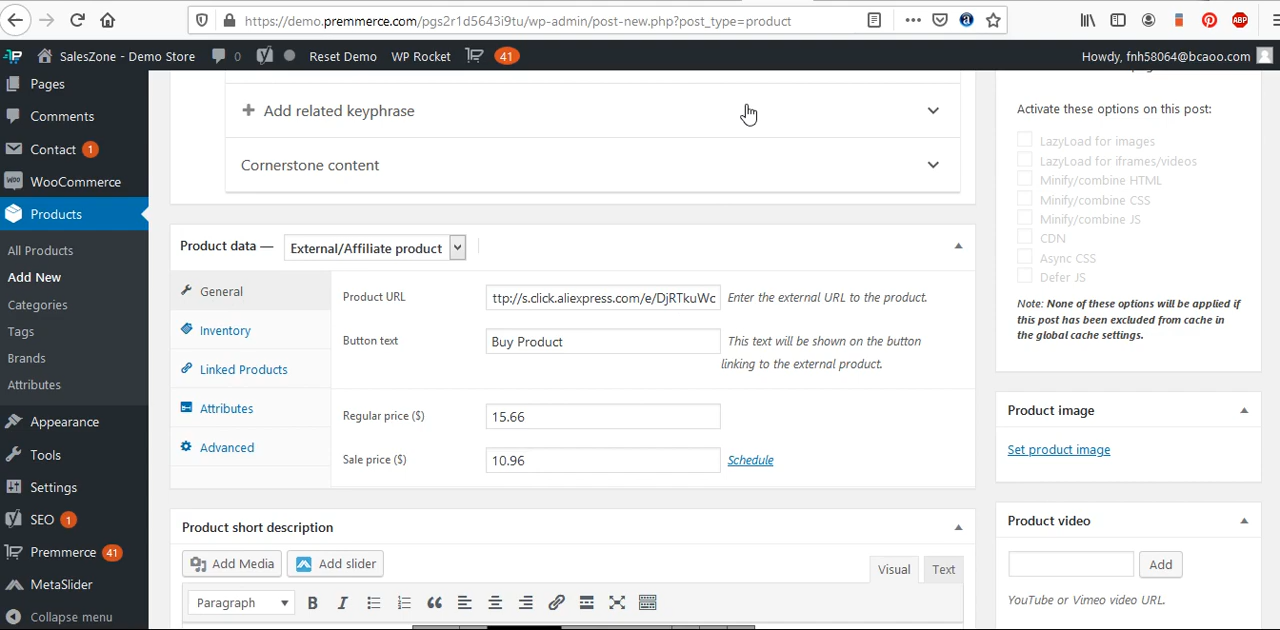 https://demo.premmerce.com/pgs2r1d5643i9tu/wp-admin/post-new.php?post_type=product
SalesZone - Demo Store 0 Reset Demo WP Rocket 41 Howdy, fnh58064@bcaoo.com
Pages
Comments
Contact 1
WooCommerce
Products
All Products
Add New
Categories
Tags
Brands
Attributes
Appearance
Tools
Settings
SEO 1
Premmerce 41
MetaSlider
Collapse menu
Add related keyphrase
Cornerstone content
Product data — External/Affiliate product
General
Inventory
Linked Products
Attributes
Advanced
Product URL ttp://s.click.aliexpress.com/e/DjRTkuWc Enter the external URL to the product.
Button text Buy Product This text will be shown on the button
linking to the external product.
Regular price ($) 15.66
Sale price ($) 10.96 Schedule
Product short description
Add Media Add slider
Visual Text
Paragraph
Activate these options on this post:
LazyLoad for images
LazyLoad for iframes/videos
Minify/combine HTML
Minify/combine CSS
Minify/combine JS
CDN
Async CSS
Defer JS
Note: None of these options will be applied if
this post has been excluded from cache in
the global cache settings.
Product image
Set product image
Product video
Add
YouTube or Vimeo video URL.